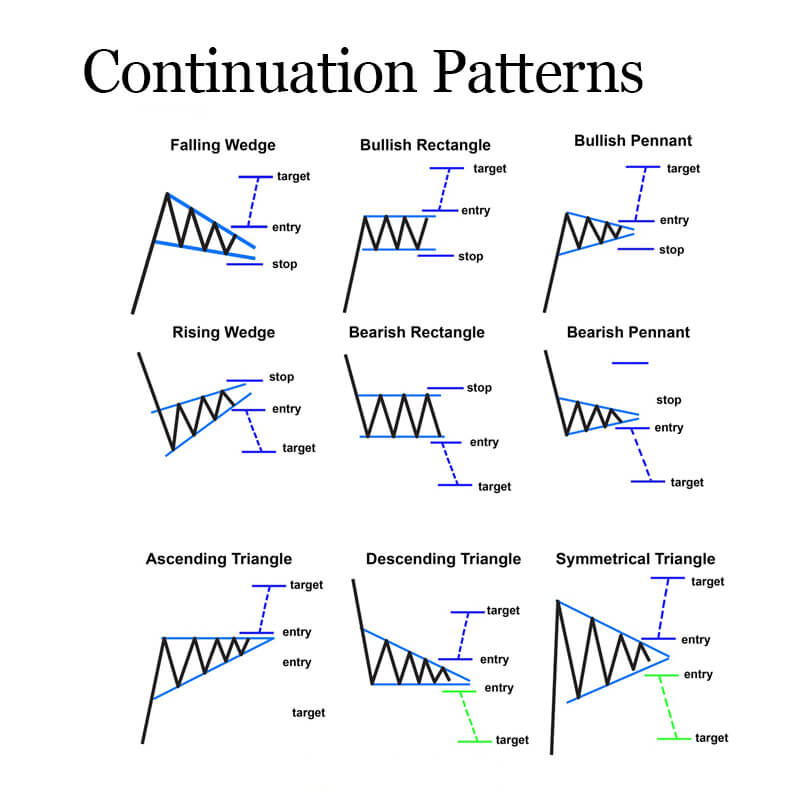 Continuation Patterns
Falling Wedge
target
entry
stop
Bullish Rectangle
target
entry
stop
Bullish Pennant
target
entry
stop
Rising Wedge
stop
entry
target
Bearish Rectangle
stop
entry
target
Bearish Pennant
stop
entry
target
Ascending Triangle
target
entry
entry
target
Descending Triangle
target
entry
entry
target
Symmetrical Triangle
target
entry
entry
target